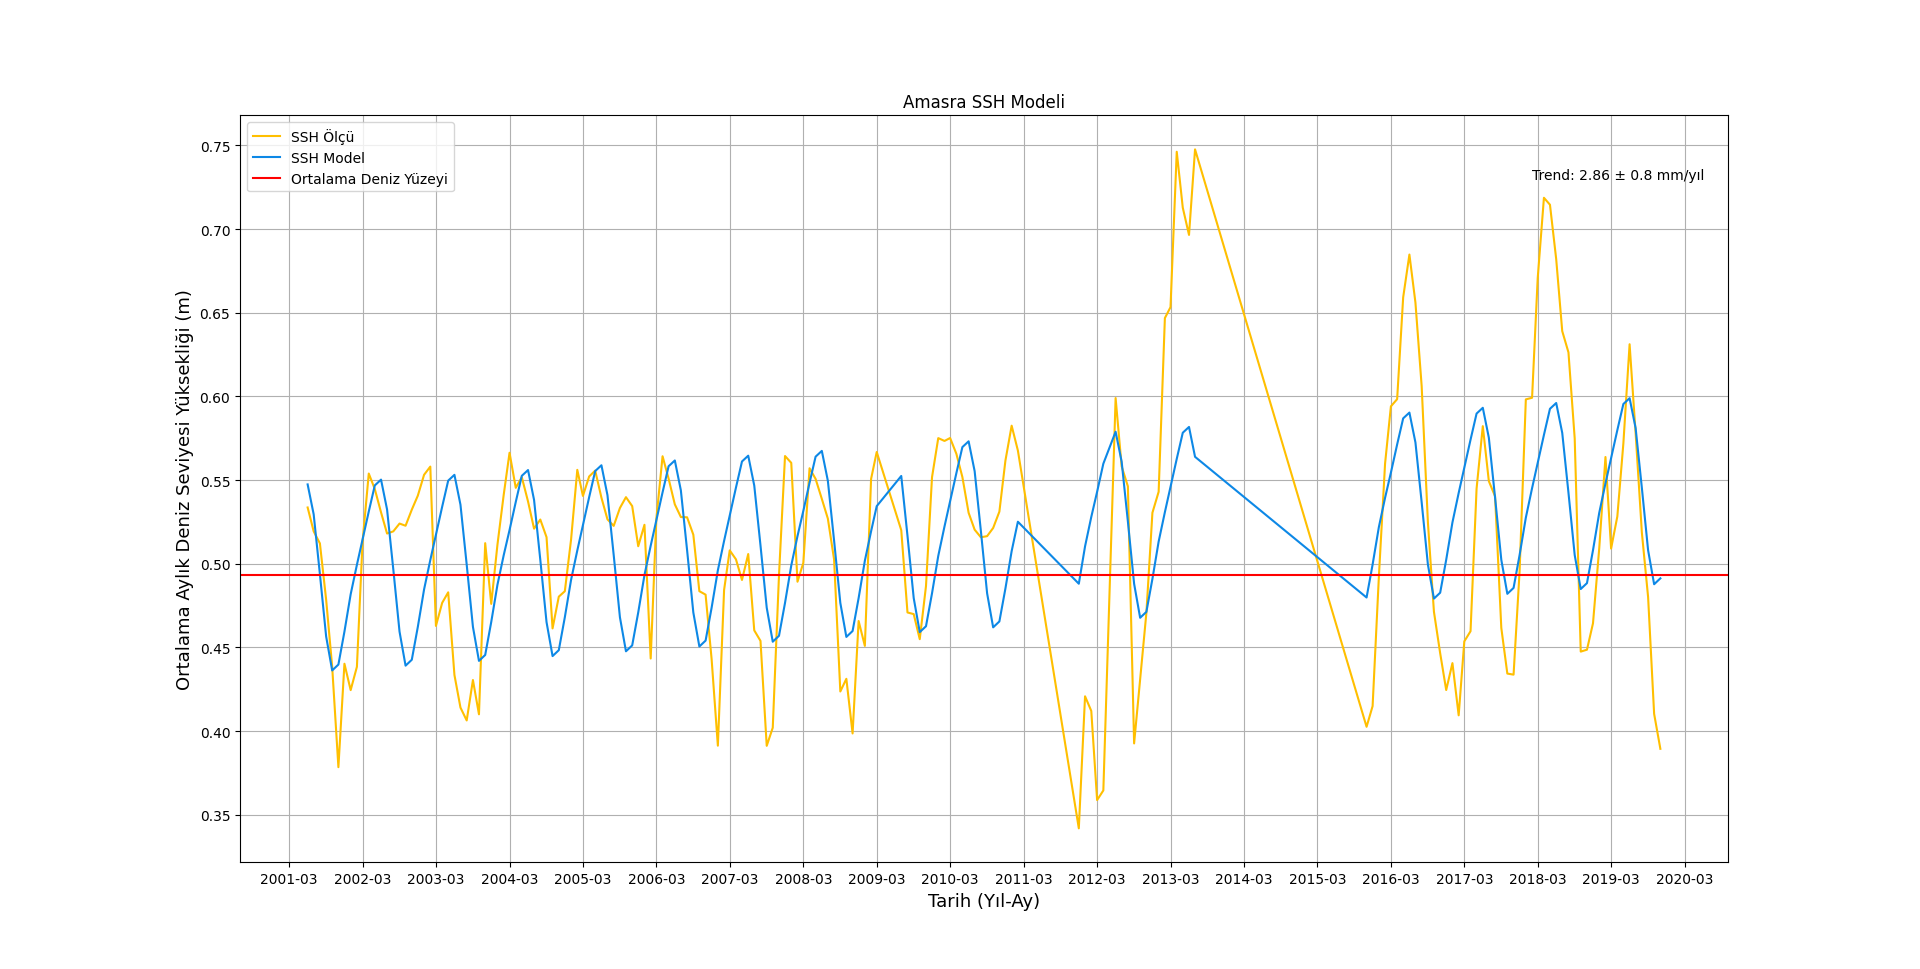 Amasra SSH Modeli
SSH Ölçü
SSH Model
Ortalama Deniz Yüzeyi
Trend: 2.86 ± 0.8 mm/yıl
Ortalama Aylık Deniz Seviyesi Yüksekliği (m)
0.75
0.70
0.65
0.60
0.55
0.50
0.45
0.40
0.35
2001-03 2002-03 2003-03 2004-03 2005-03 2006-03 2007-03 2008-03 2009-03 2010-03 2011-03 2012-03 2013-03 2014-03 2015-03 2016-03 2017-03 2018-03 2019-03 2020-03
Tarih (Yıl-Ay)